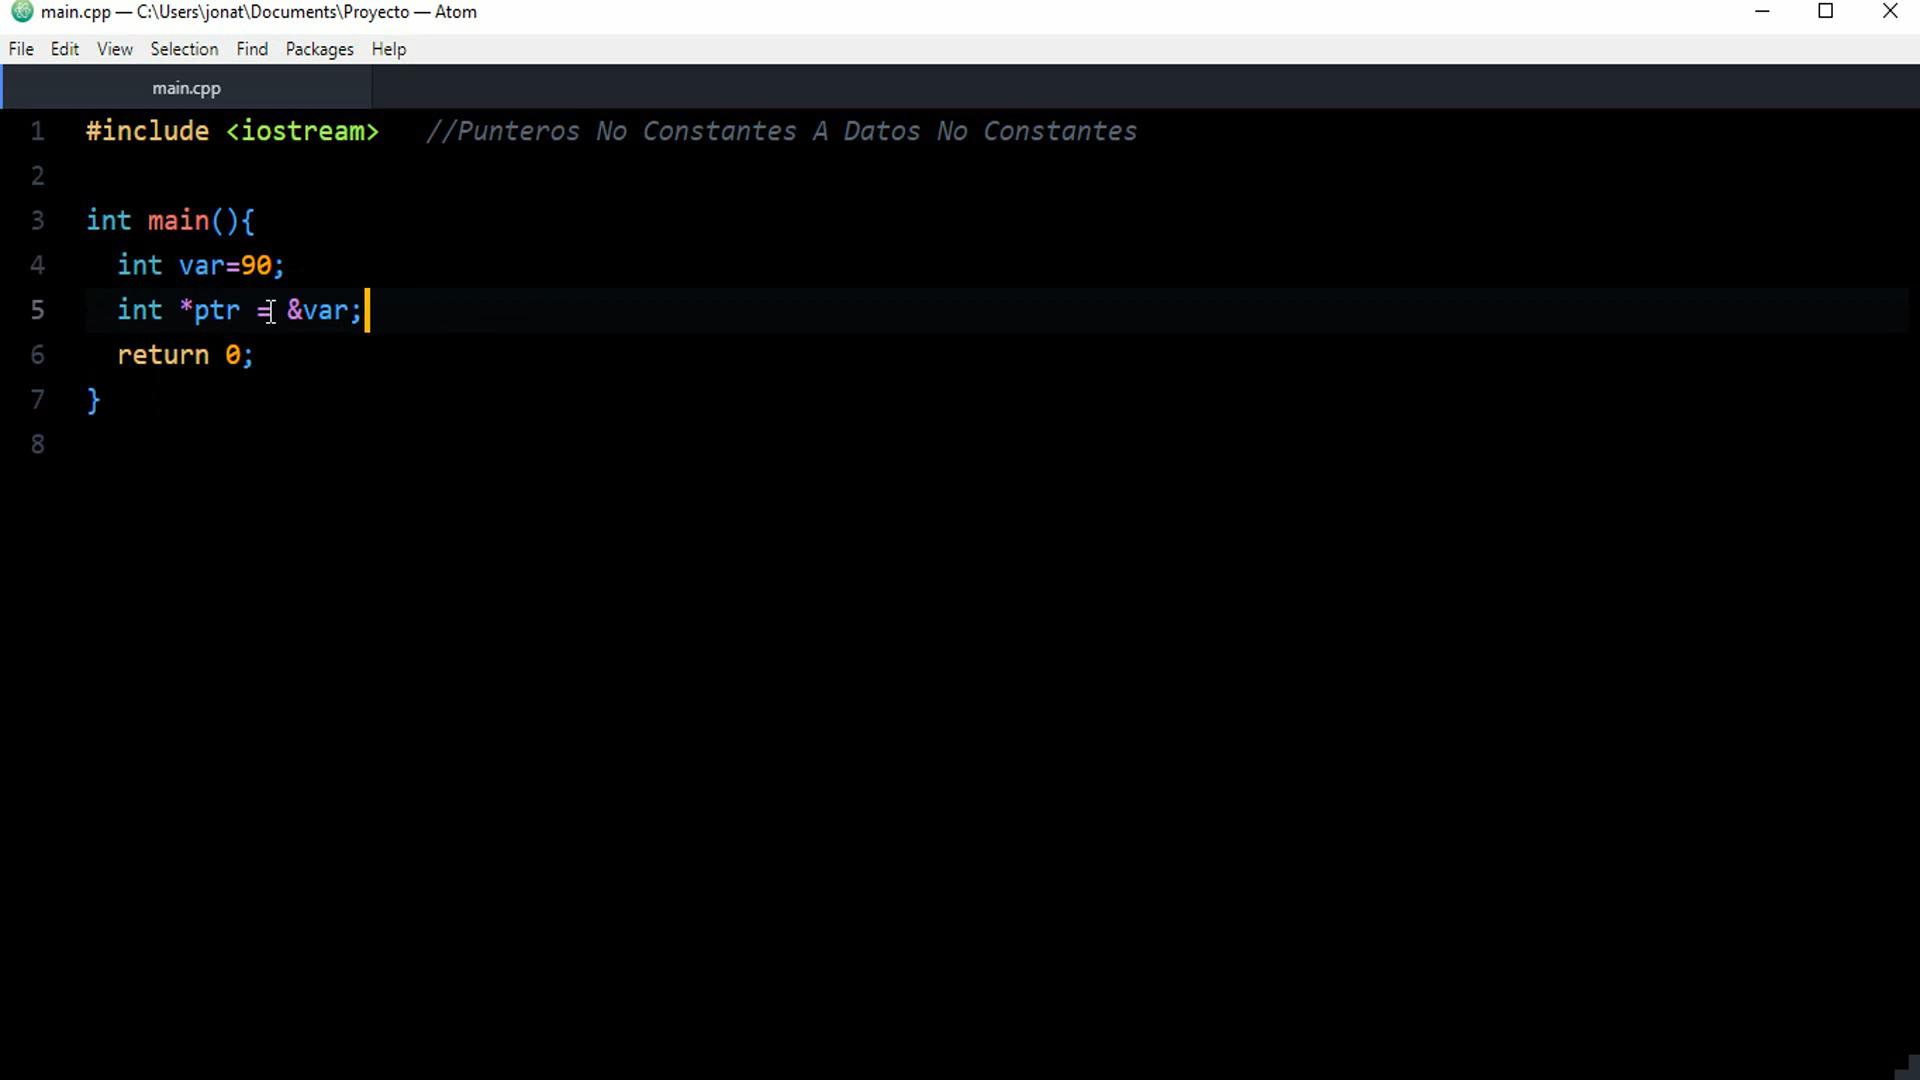 main.cpp — C:\Users\jonat\Documents\Proyecto — Atom
File Edit View Selection Find Packages Help
main.cpp
1 #include <iostream> //Punteros No Constantes A Datos No Constantes
2
3 int main(){
4 int var=90;
5 int *ptr = &var;
6 return 0;
7 }
8